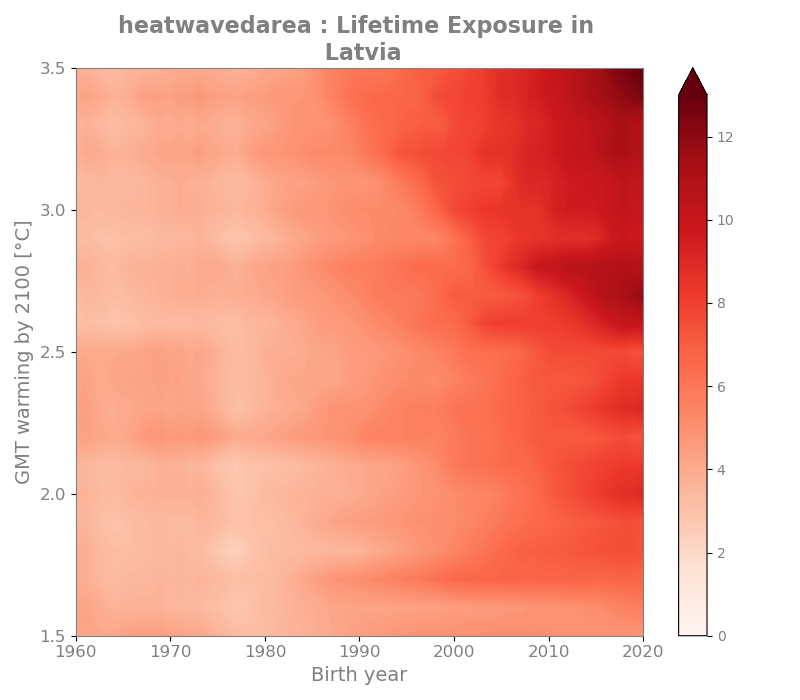 heatwavedarea : Lifetime Exposure in
Latvia
GMT warming by 2100 [°C]
3.5
3.0
2.5
2.0
1.5
1960 1970 1980 1990 2000 2010 2020
Birth year
12
10
8
6
4
2
0